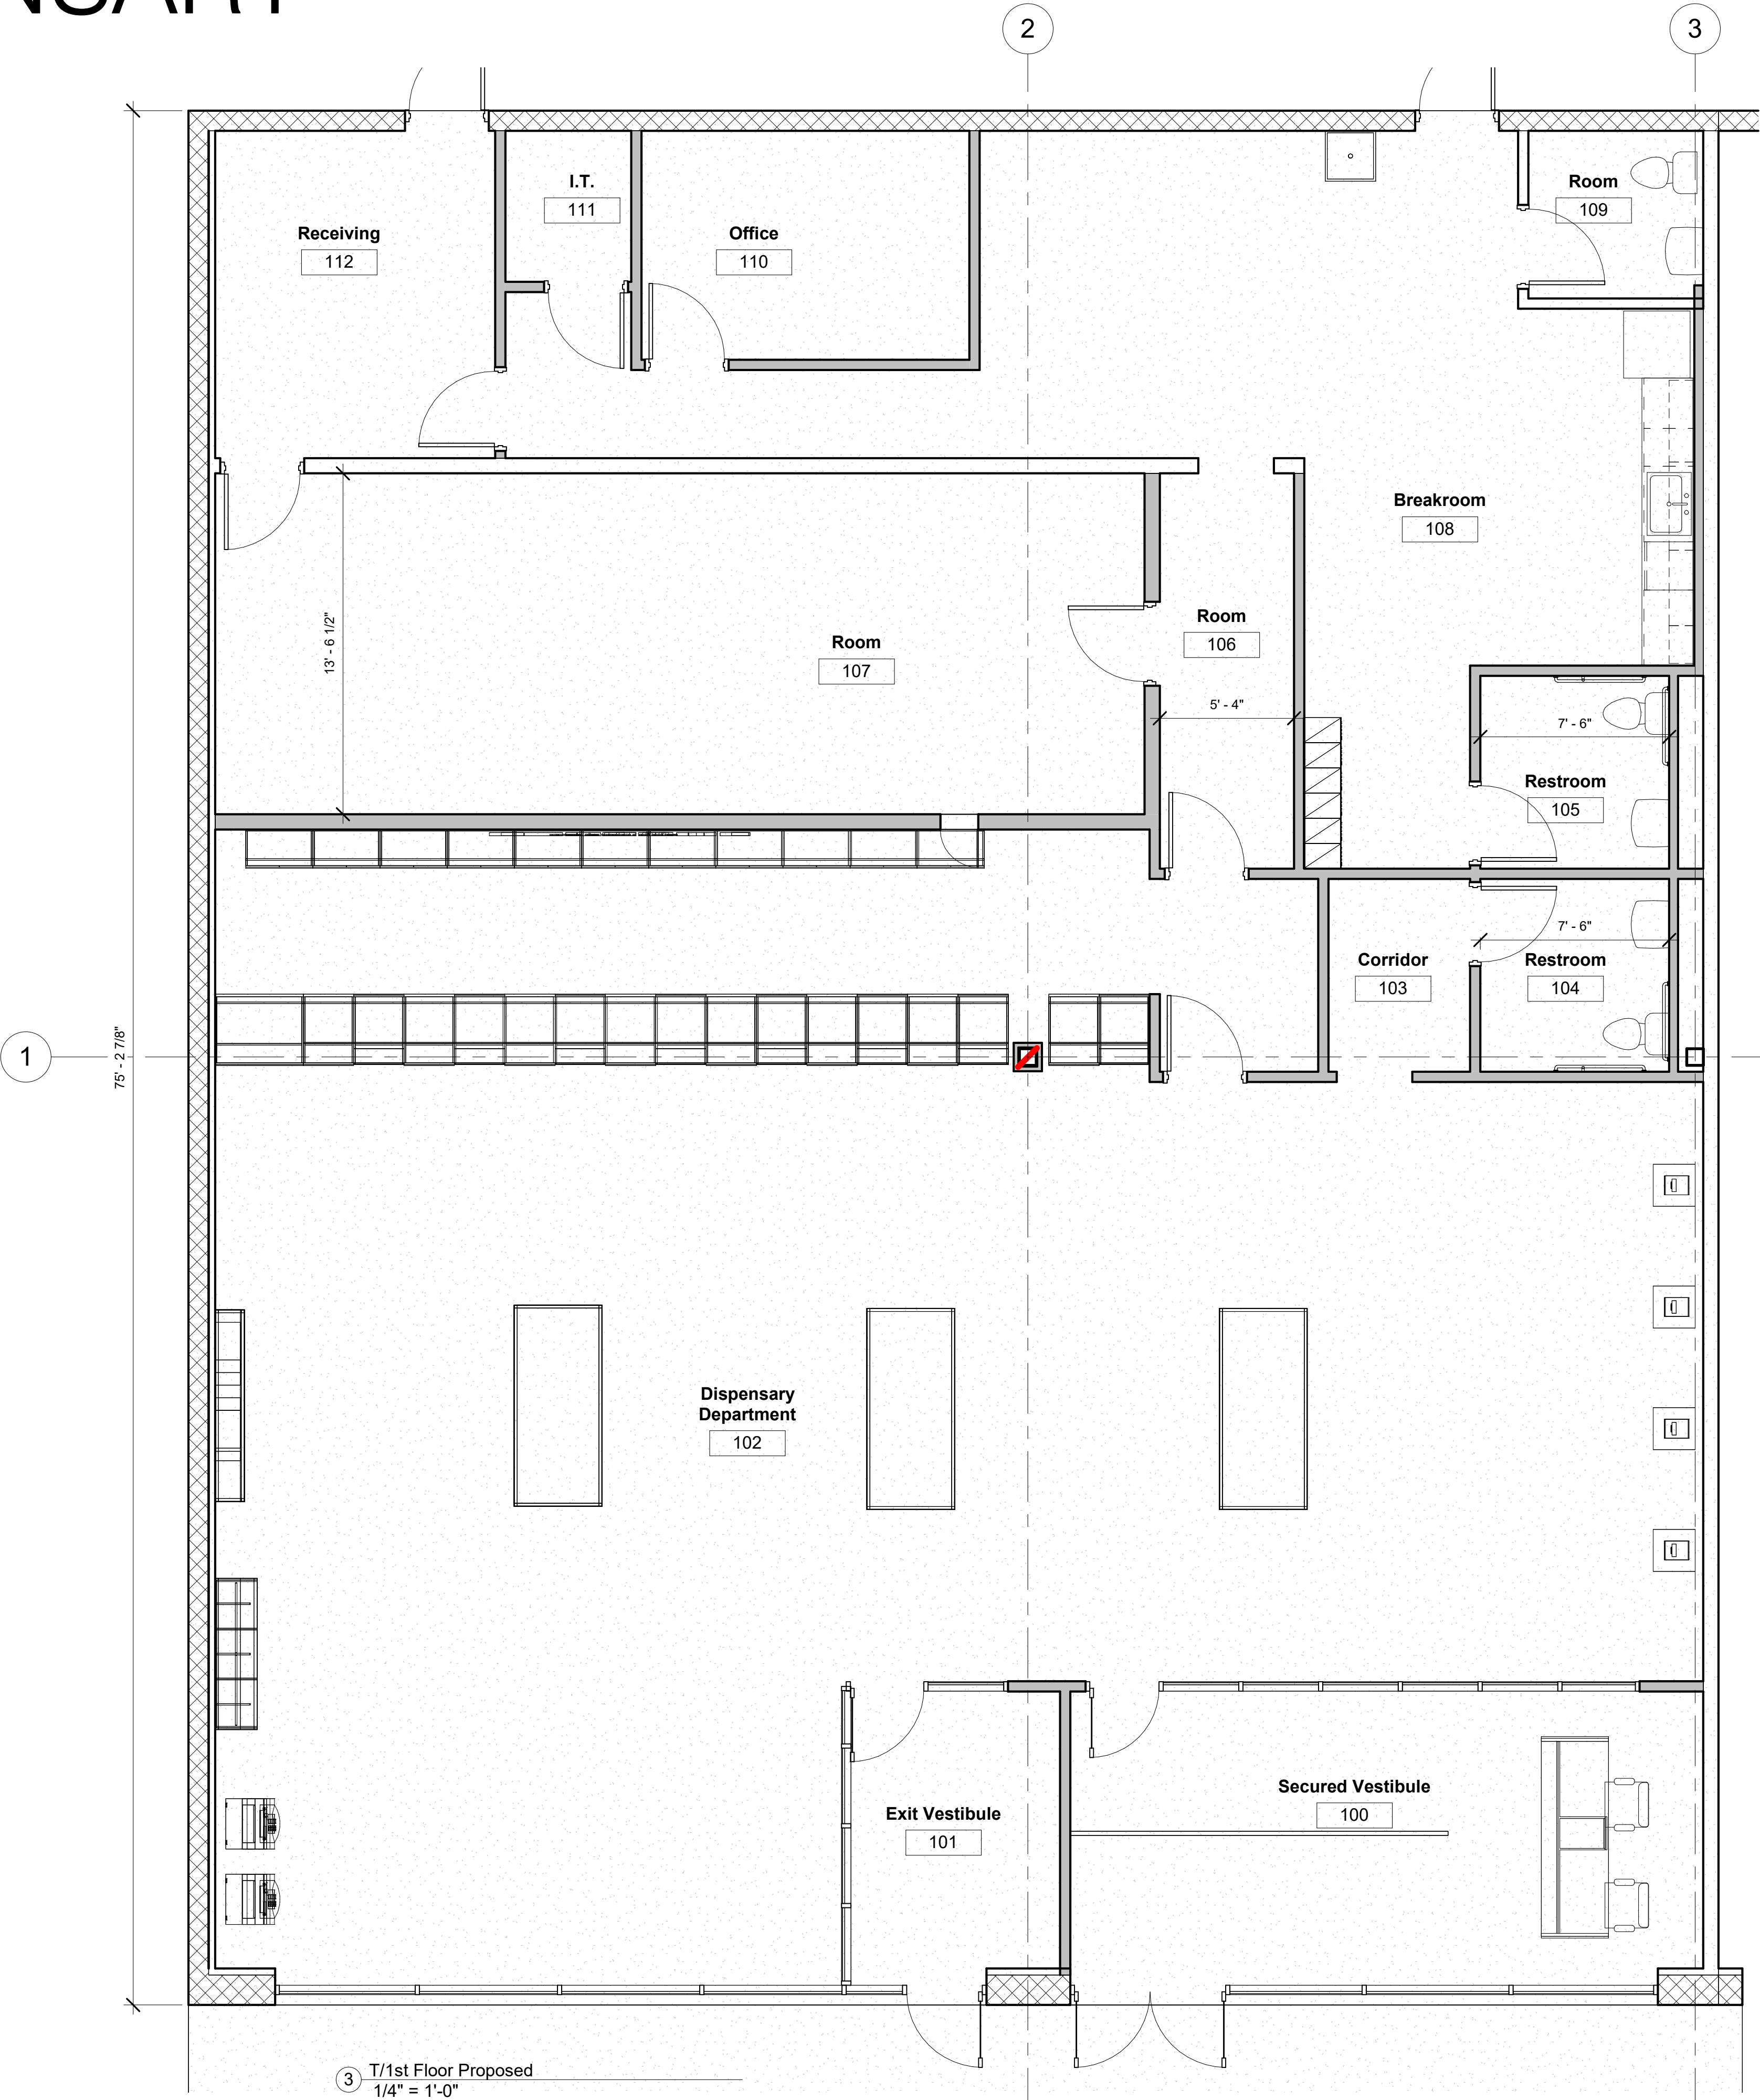 2
3
I.T.
111
Room
109
Receiving
112
Office
110
Breakroom
108
13' - 6 1/2"
Room
107
Room
106
5' - 4"
7' - 6"
Restroom
105
7' - 6"
Corridor
103
Restroom
104
1
75' - 2 7/8"
Dispensary
Department
102
Secured Vestibule
100
Exit Vestibule
101
3
T/1st Floor Proposed
1/4" = 1'-0"